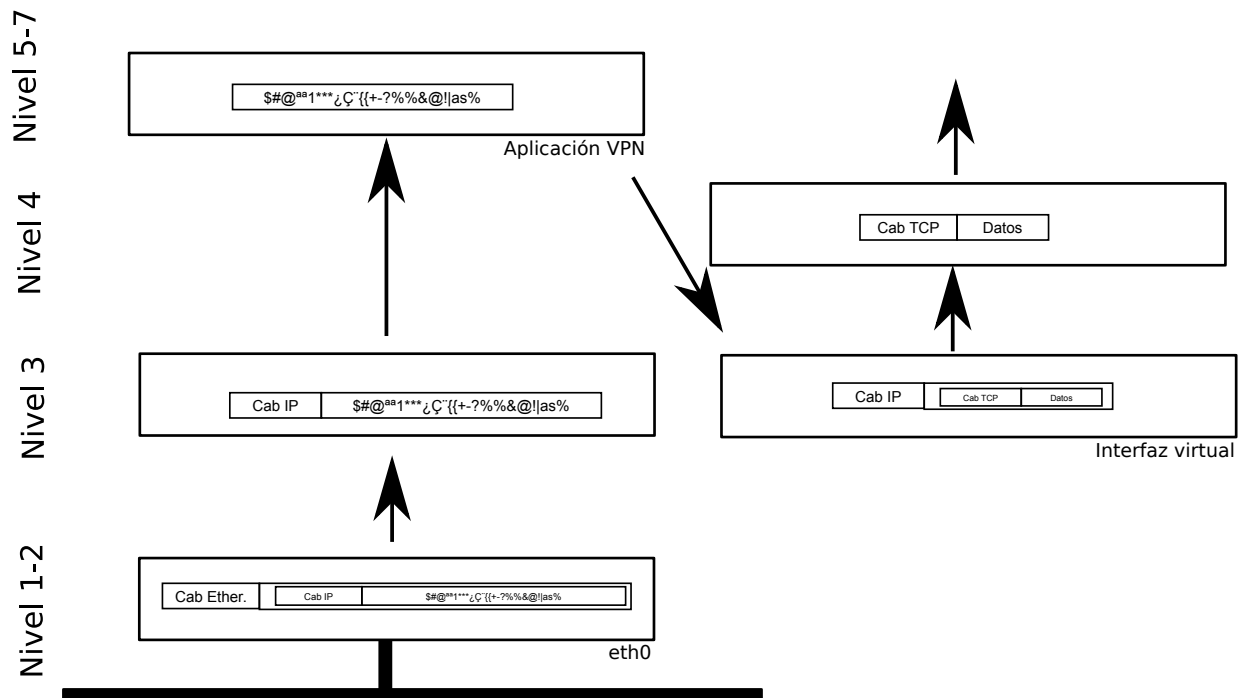 Nivel 5-7
$#@ªª1***¿Ç¨{{+-?%%&@!|as%
Aplicación VPN
Nivel 4
Cab TCP Datos
Nivel 3
Cab IP $#@ªª1***¿Ç¨{{+-?%%&@!|as%
Cab IP Cab TCP Datos
Interfaz virtual
Nivel 1-2
Cab Ether. Cab IP $#@ªª1***¿Ç¨{{+-?%%&@!|as%
eth0